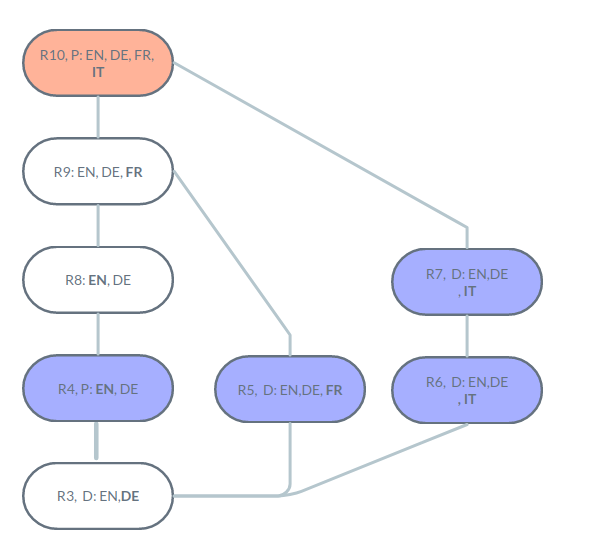 R10, P: EN, DE, FR,
IT
R9: EN, DE, FR
R8: EN, DE
R7, D: EN,DE
, IT
R4, P: EN, DE
R5, D: EN,DE, FR
R6, D: EN,DE
, IT
R3, D: EN,DE